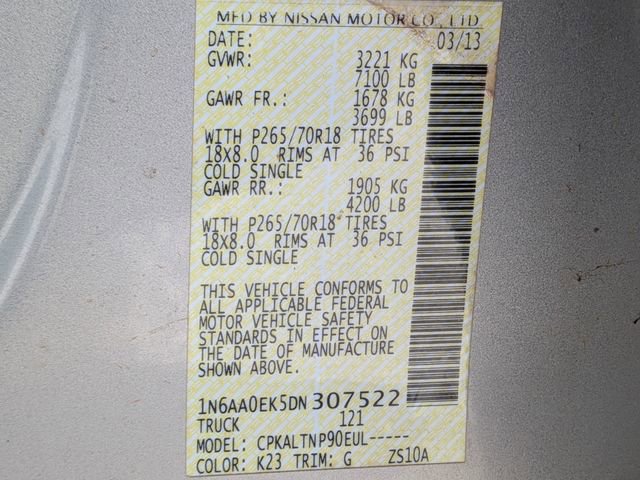 MFD BY NISSAN MOTOR CO., LTD.
DATE: 03/13
GVWR: 3221 KG
7100 LB
GAWR FR.: 1678 KG
3699 LB
WITH P265/70R18 TIRES
18X8.0 RIMS AT 36 PSI
COLD SINGLE
GAWR RR.: 1905 KG
4200 LB
WITH P265/70R18 TIRES
18X8.0 RIMS AT 36 PSI
COLD SINGLE
THIS VEHICLE CONFORMS TO
ALL APPLICABLE FEDERAL
MOTOR VEHICLE SAFETY
STANDARDS IN EFFECT ON
THE DATE OF MANUFACTURE
SHOWN ABOVE.
1N6AA0EK5DN307522
TRUCK 121
MODEL: CPKALTNP90EUL-----
COLOR: K23 TRIM: G ZS10A